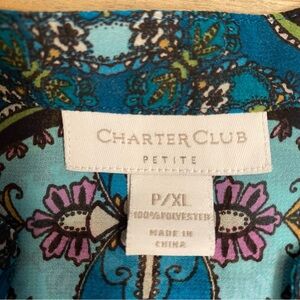 CHARTER CLUB
PETITE
P/XL
100% POLYESTER
MADE IN
CHINA